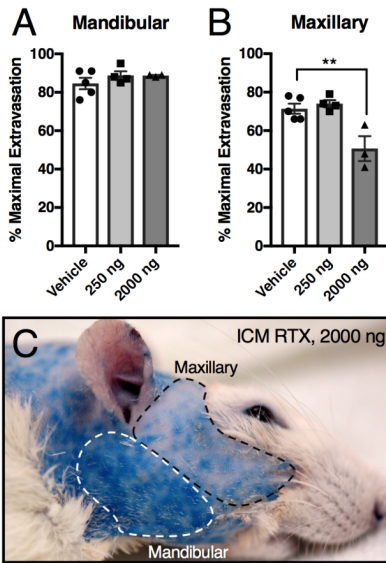 A
Mandibular
% Maximal Extravasation
100
80
60
40
20
0
Vehicle
250 ng
2000 ng
B
Maxillary
% Maximal Extravasation
100
80
60
40
20
0
**
Vehicle
250 ng
2000 ng
C
ICM RTX, 2000 ng
Maxillary
Mandibular